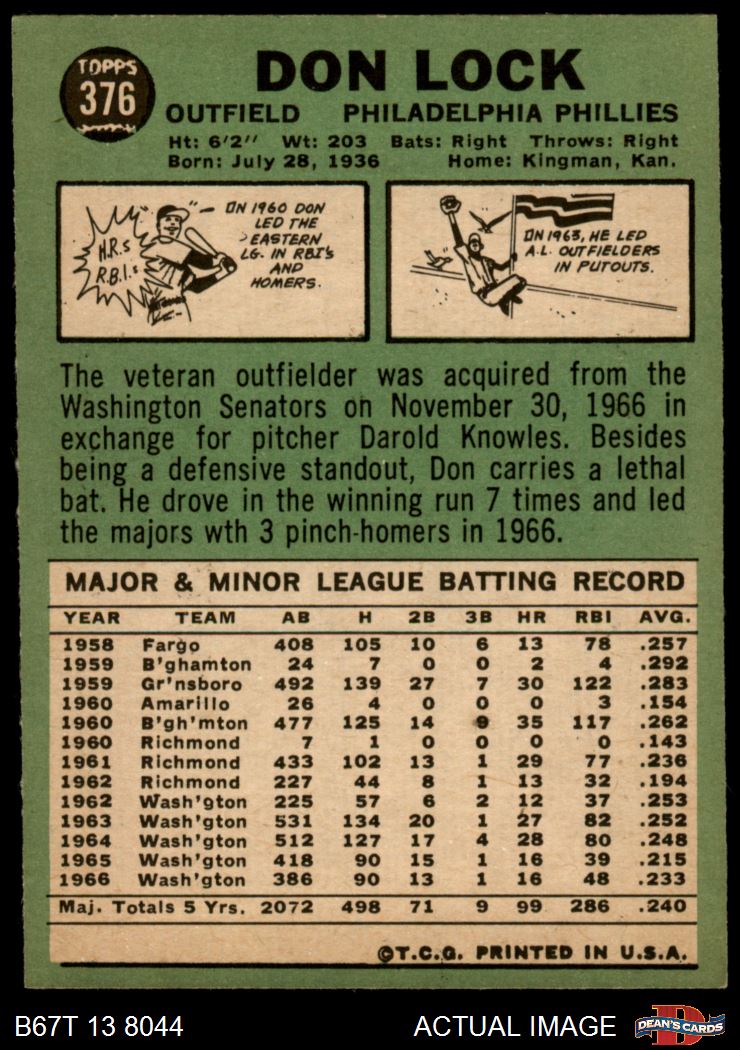 TOPPS
376
DON LOCK
OUTFIELD PHILADELPHIA PHILLIES
Ht: 6'2" Wt: 203 Bats: Right Throws: Right
Born: July 28, 1936 Home: Kingman, Kan.
H.R.s
R.B.I.s
ON 1960 DON
LED THE
EASTERN
LG. IN RBI'S
AND
HOMERS.
ON 1963, HE LED
A.L. OUTFIELDERS
IN PUTOUTS.
The veteran outfielder was acquired from the
Washington Senators on November 30, 1966 in
exchange for pitcher Darold Knowles. Besides
being a defensive standout, Don carries a lethal
bat. He drove in the winning run 7 times and led
the majors wth 3 pinch-homers in 1966.
MAJOR & MINOR LEAGUE BATTING RECORD
YEAR TEAM AB H 2B 3B HR RBI AVG.
1958 Fargo 408 105 10 6 13 78 .257
1959 B'ghamton 24 7 0 0 2 4 .292
1959 Gr'nsboro 492 139 27 7 30 122 .283
1960 Amarillo 26 4 0 0 0 3 .154
1960 B'gh'mton 477 125 14 9 35 117 .262
1960 Richmond 7 1 0 0 0 0 .143
1961 Richmond 433 102 13 1 29 77 .236
1962 Richmond 227 44 8 1 13 32 .194
1962 Wash'gton 225 57 6 2 12 37 .253
1963 Wash'gton 531 134 20 1 27 82 .252
1964 Wash'gton 512 127 17 4 28 80 .248
1965 Wash'gton 418 90 15 1 16 39 .215
1966 Wash'gton 386 90 13 1 16 48 .233
Maj. Totals 5 Yrs. 2072 498 71 9 99 286 .240
©T.C.G. PRINTED IN U.S.A.
B67T 13 8044 ACTUAL IMAGE
D
DEAN'S CARDS